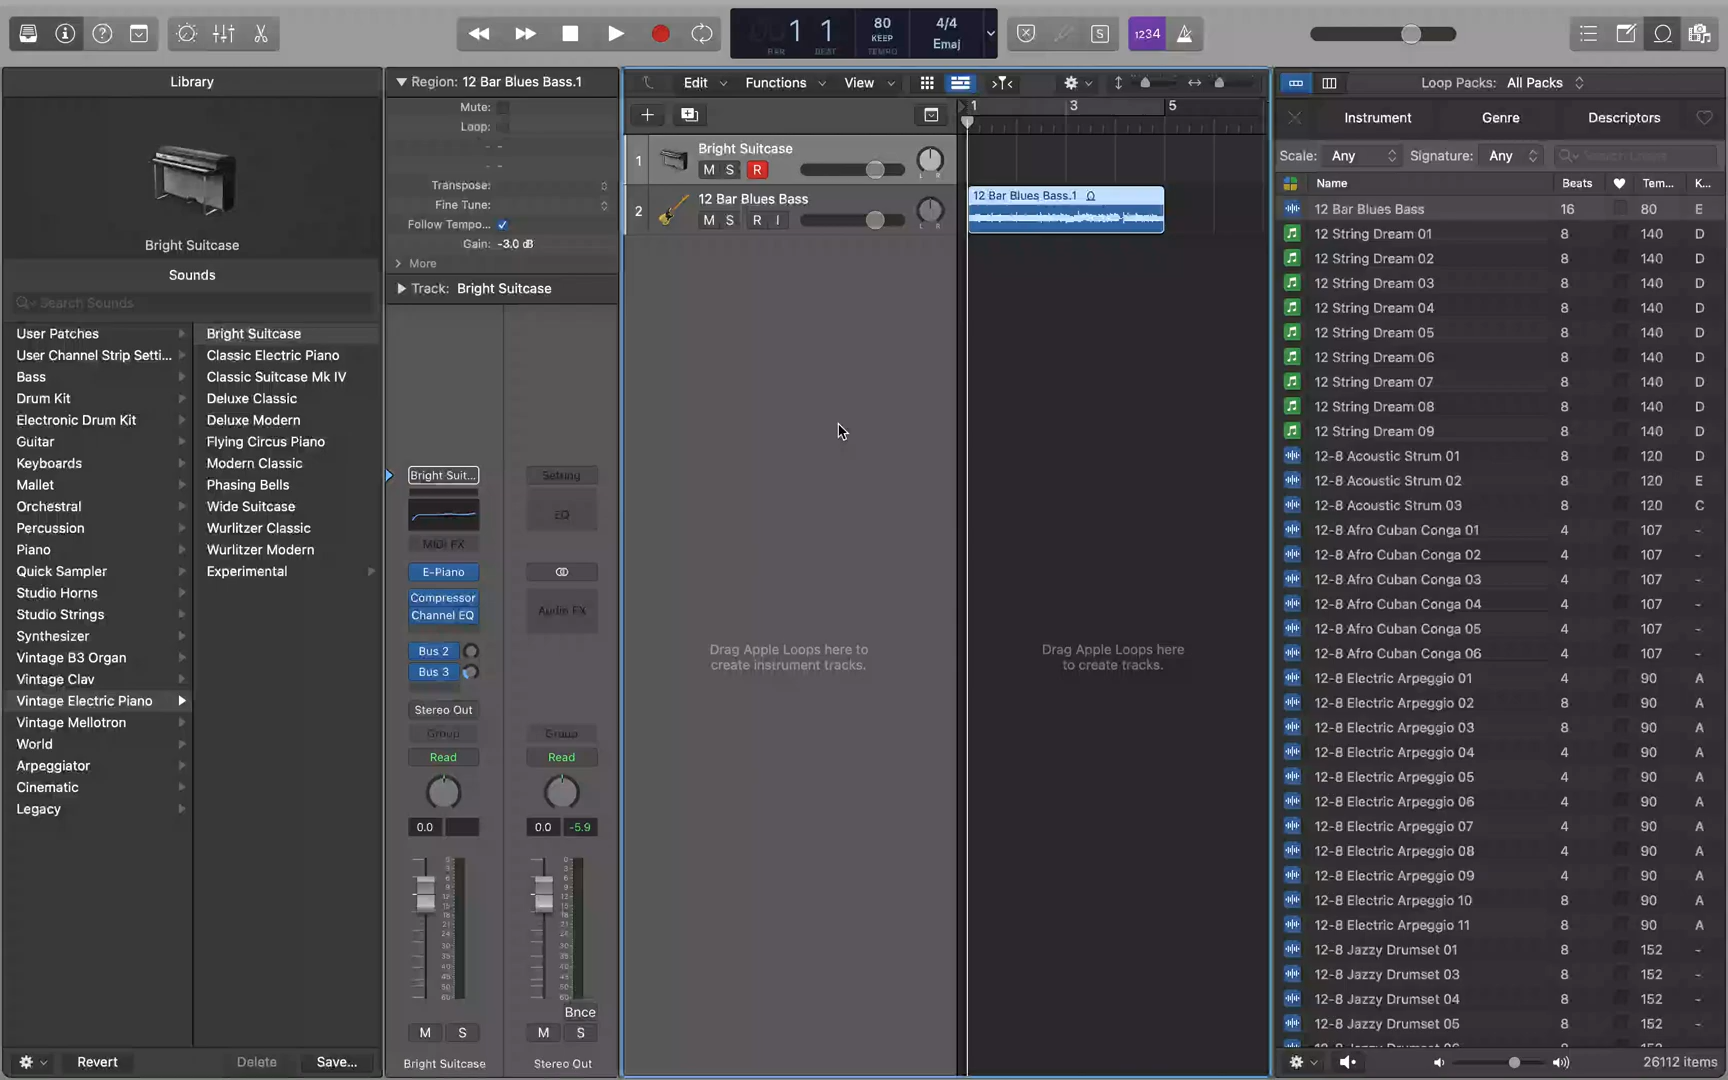 1 1
BAR BEAT
80
KEEP
TEMPO
4/4
Emaj
S
1234
Library
Bright Suitcase
Sounds
Search Sounds
User Patches
User Channel Strip Setti...
Bass
Drum Kit
Electronic Drum Kit
Guitar
Keyboards
Mallet
Orchestral
Percussion
Piano
Quick Sampler
Studio Horns
Studio Strings
Synthesizer
Vintage B3 Organ
Vintage Clav
Vintage Electric Piano
Vintage Mellotron
World
Arpeggiator
Cinematic
Legacy
Bright Suitcase
Classic Electric Piano
Classic Suitcase Mk IV
Deluxe Classic
Deluxe Modern
Flying Circus Piano
Modern Classic
Phasing Bells
Wide Suitcase
Wurlitzer Classic
Wurlitzer Modern
Experimental
Revert
Delete
Save...
Region: 12 Bar Blues Bass.1
Mute:
Loop:
Transpose:
Fine Tune:
Follow Tempo...
Gain: -3.0 dB
More
Track: Bright Suitcase
Bright Suit...
MIDI FX
E-Piano
Compressor
Channel EQ
Bus 2
Bus 3
Stereo Out
Group
Read
0.0
M S
Bright Suitcase
Setting
EQ
Audio FX
Group
Read
0.0 -5.9
Bnce
M S
Stereo Out
Edit Functions View
1 3 5
1
Bright Suitcase
M S R
L R
2
12 Bar Blues Bass
M S R I
L R
12 Bar Blues Bass.1
Drag Apple Loops here to
create instrument tracks.
Drag Apple Loops here
to create tracks.
Loop Packs: All Packs
Instrument Genre Descriptors
Scale: Any Signature: Any Search Loops
Name Beats Tem... K...
12 Bar Blues Bass 16 80 E
12 String Dream 01 8 140 D
12 String Dream 02 8 140 D
12 String Dream 03 8 140 D
12 String Dream 04 8 140 D
12 String Dream 05 8 140 D
12 String Dream 06 8 140 D
12 String Dream 07 8 140 D
12 String Dream 08 8 140 D
12 String Dream 09 8 140 D
12-8 Acoustic Strum 01 8 120 D
12-8 Acoustic Strum 02 8 120 E
12-8 Acoustic Strum 03 8 120 C
12-8 Afro Cuban Conga 01 4 107 -
12-8 Afro Cuban Conga 02 4 107 -
12-8 Afro Cuban Conga 03 4 107 -
12-8 Afro Cuban Conga 04 4 107 -
12-8 Afro Cuban Conga 05 4 107 -
12-8 Afro Cuban Conga 06 4 107 -
12-8 Electric Arpeggio 01 4 90 A
12-8 Electric Arpeggio 02 8 90 A
12-8 Electric Arpeggio 03 8 90 A
12-8 Electric Arpeggio 04 4 90 A
12-8 Electric Arpeggio 05 4 90 A
12-8 Electric Arpeggio 06 4 90 A
12-8 Electric Arpeggio 07 4 90 A
12-8 Electric Arpeggio 08 4 90 A
12-8 Electric Arpeggio 09 4 90 A
12-8 Electric Arpeggio 10 8 90 A
12-8 Electric Arpeggio 11 8 90 A
12-8 Jazzy Drumset 01 8 152 -
12-8 Jazzy Drumset 03 8 152 -
12-8 Jazzy Drumset 04 8 152 -
12-8 Jazzy Drumset 05 8 152 -
26112 items